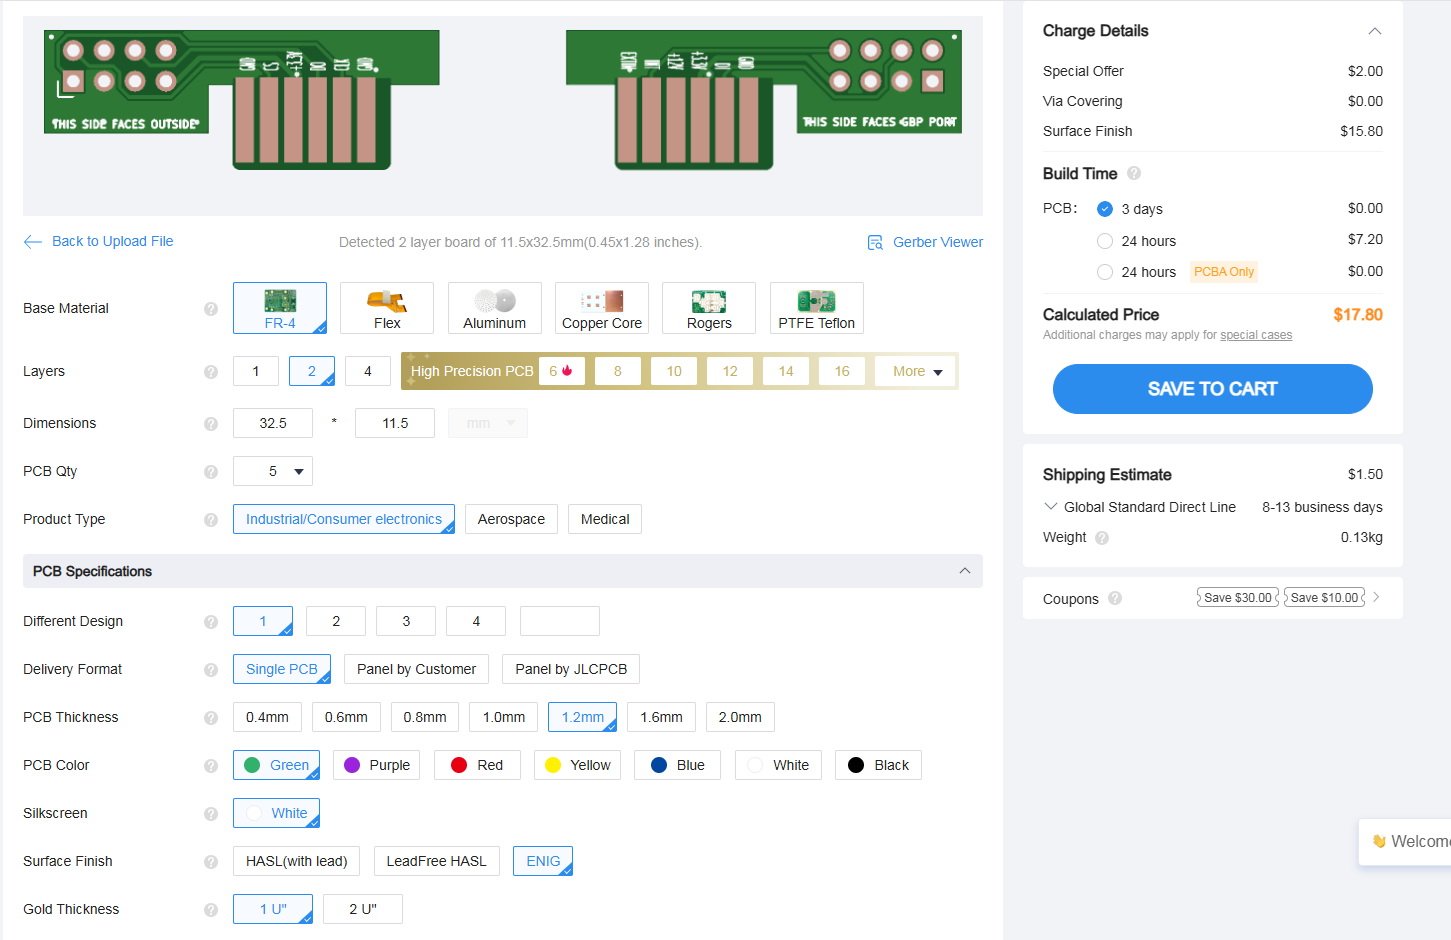 THIS SIDE FACES OUTSIDE
THIS SIDE FACES GBP PORT
Back to Upload File
Detected 2 layer board of 11.5x32.5mm(0.45x1.28 inches).
Gerber Viewer
Base Material
FR-4
Flex
Aluminum
Copper Core
Rogers
PTFE Teflon
Layers
1
2
4
High Precision PCB
6
8
10
12
14
16
More
Dimensions
32.5
*
11.5
mm
PCB Qty
5
Product Type
Industrial/Consumer electronics
Aerospace
Medical
PCB Specifications
Different Design
1
2
3
4
Delivery Format
Single PCB
Panel by Customer
Panel by JLCPCB
PCB Thickness
0.4mm
0.6mm
0.8mm
1.0mm
1.2mm
1.6mm
2.0mm
PCB Color
Green
Purple
Red
Yellow
Blue
White
Black
Silkscreen
White
Surface Finish
HASL(with lead)
LeadFree HASL
ENIG
Gold Thickness
1 U"
2 U"
Charge Details
Special Offer $2.00
Via Covering $0.00
Surface Finish $15.80
Build Time
PCB: 3 days $0.00
24 hours $7.20
24 hours PCBA Only $0.00
Calculated Price $17.80
Additional charges may apply for special cases
SAVE TO CART
Shipping Estimate $1.50
Global Standard Direct Line 8-13 business days
Weight 0.13kg
Coupons Save $30.00 Save $10.00
Welcome